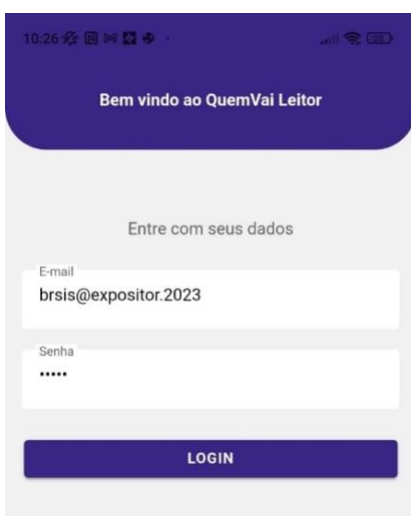 10:26
Bem vindo ao QuemVai Leitor
Entre com seus dados
E-mail
brsis@expositor.2023
Senha
•••••
LOGIN